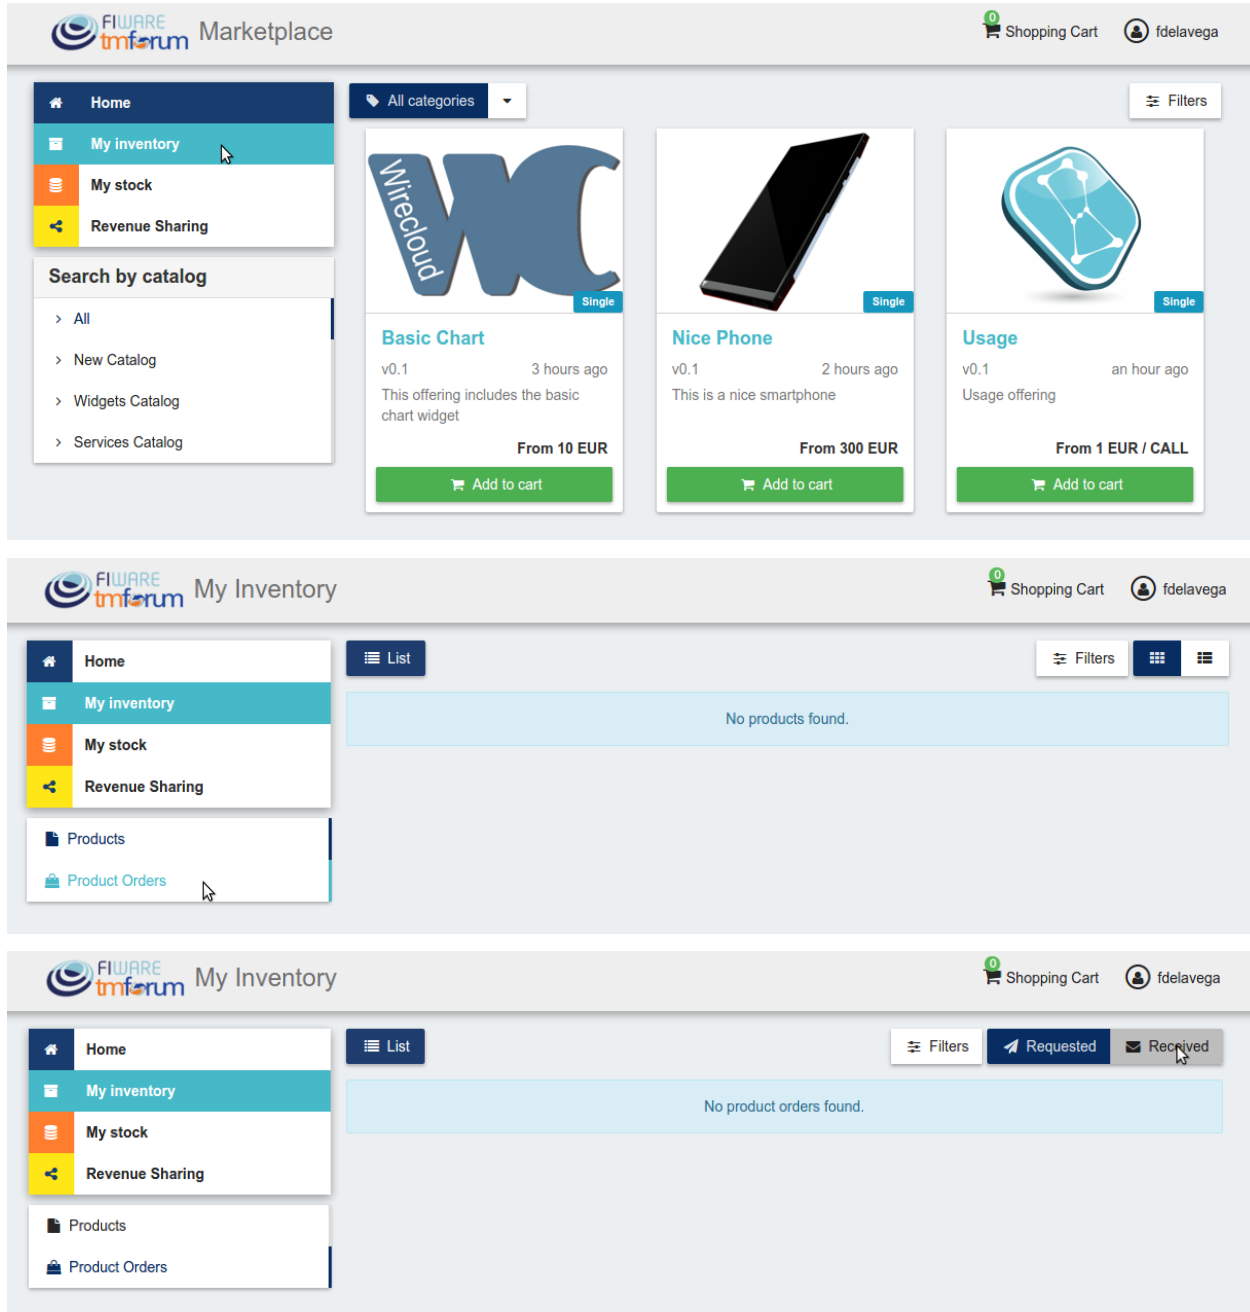 FIWARE
tmforum
Marketplace
0
Shopping Cart
fdelavega
Home
My inventory
My stock
Revenue Sharing
Search by catalog
All
New Catalog
Widgets Catalog
Services Catalog
All categories
Filters
Wirecloud
WC
Single
Basic Chart
v0.1 3 hours ago
This offering includes the basic
chart widget
From 10 EUR
Add to cart
Single
Nice Phone
v0.1 2 hours ago
This is a nice smartphone
From 300 EUR
Add to cart
Single
Usage
v0.1 an hour ago
Usage offering
From 1 EUR / CALL
Add to cart
FIWARE
tmforum
My Inventory
0
Shopping Cart
fdelavega
Home
My inventory
My stock
Revenue Sharing
Products
Product Orders
List
Filters
No products found.
FIWARE
tmforum
My Inventory
0
Shopping Cart
fdelavega
Home
My inventory
My stock
Revenue Sharing
Products
Product Orders
List
Filters
Requested
Received
No product orders found.